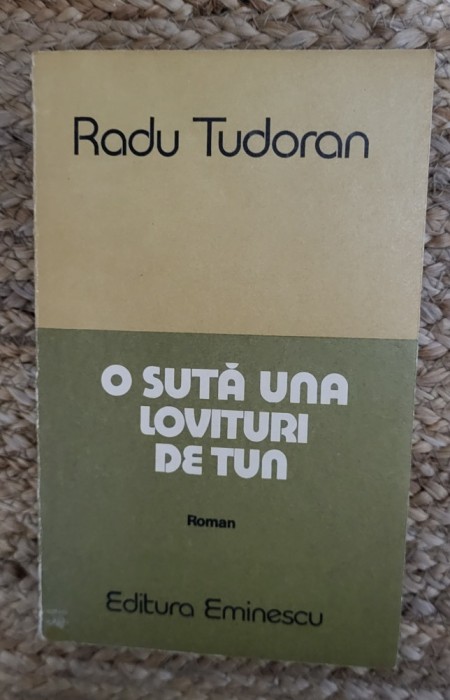 Radu Tudoran
O SUTĂ UNA
LOVITURI
DE TUN
Roman
Editura Eminescu